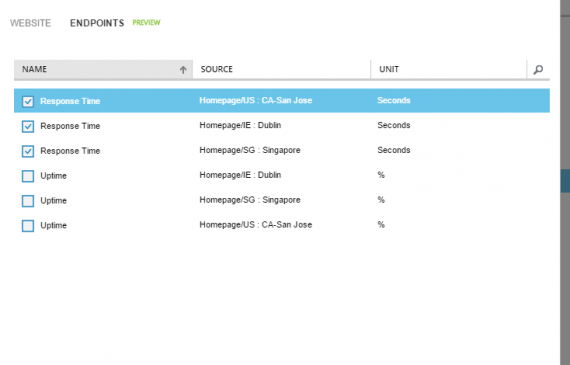 WEBSITE ENDPOINTS PREVIEW
NAME SOURCE UNIT
Response Time Homepage/US : CA-San Jose Seconds
Response Time Homepage/IE : Dublin Seconds
Response Time Homepage/SG : Singapore Seconds
Uptime Homepage/IE : Dublin %
Uptime Homepage/SG : Singapore %
Uptime Homepage/US : CA-San Jose %